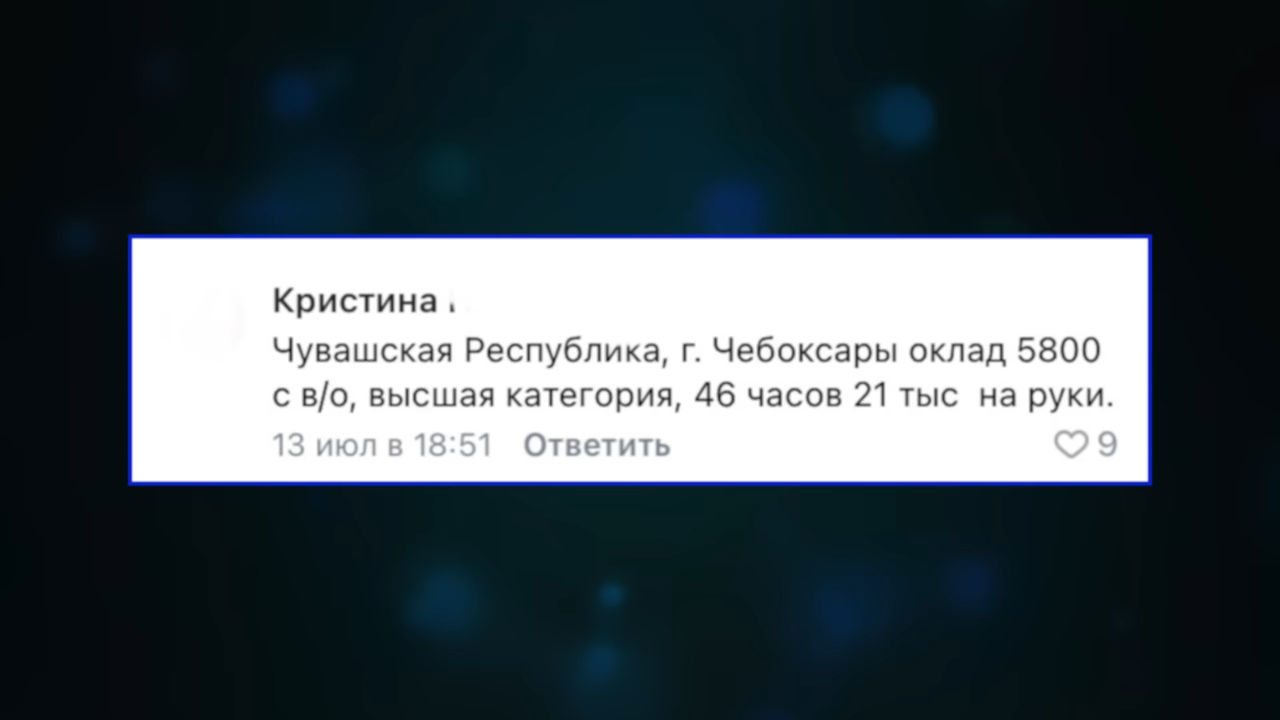 Кристина
Чувашская Республика, г. Чебоксары оклад 5800
с в/о, высшая категория, 46 часов 21 тыс на руки.
13 июл в 18:51 Ответить 9